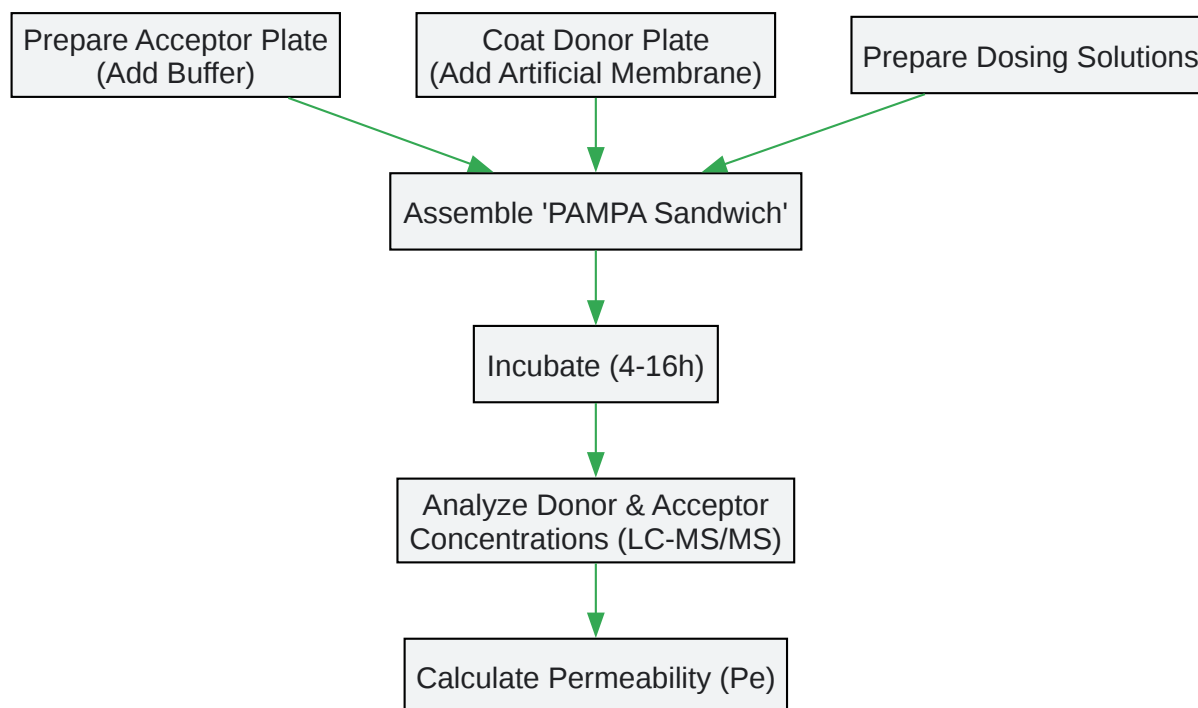 Prepare Acceptor Plate
(Add Buffer)
Coat Donor Plate
(Add Artificial Membrane)
Prepare Dosing Solutions
Assemble 'PAMPA Sandwich'
Incubate (4-16h)
Analyze Donor & Acceptor
Concentrations (LC-MS/MS)
Calculate Permeability (Pe)